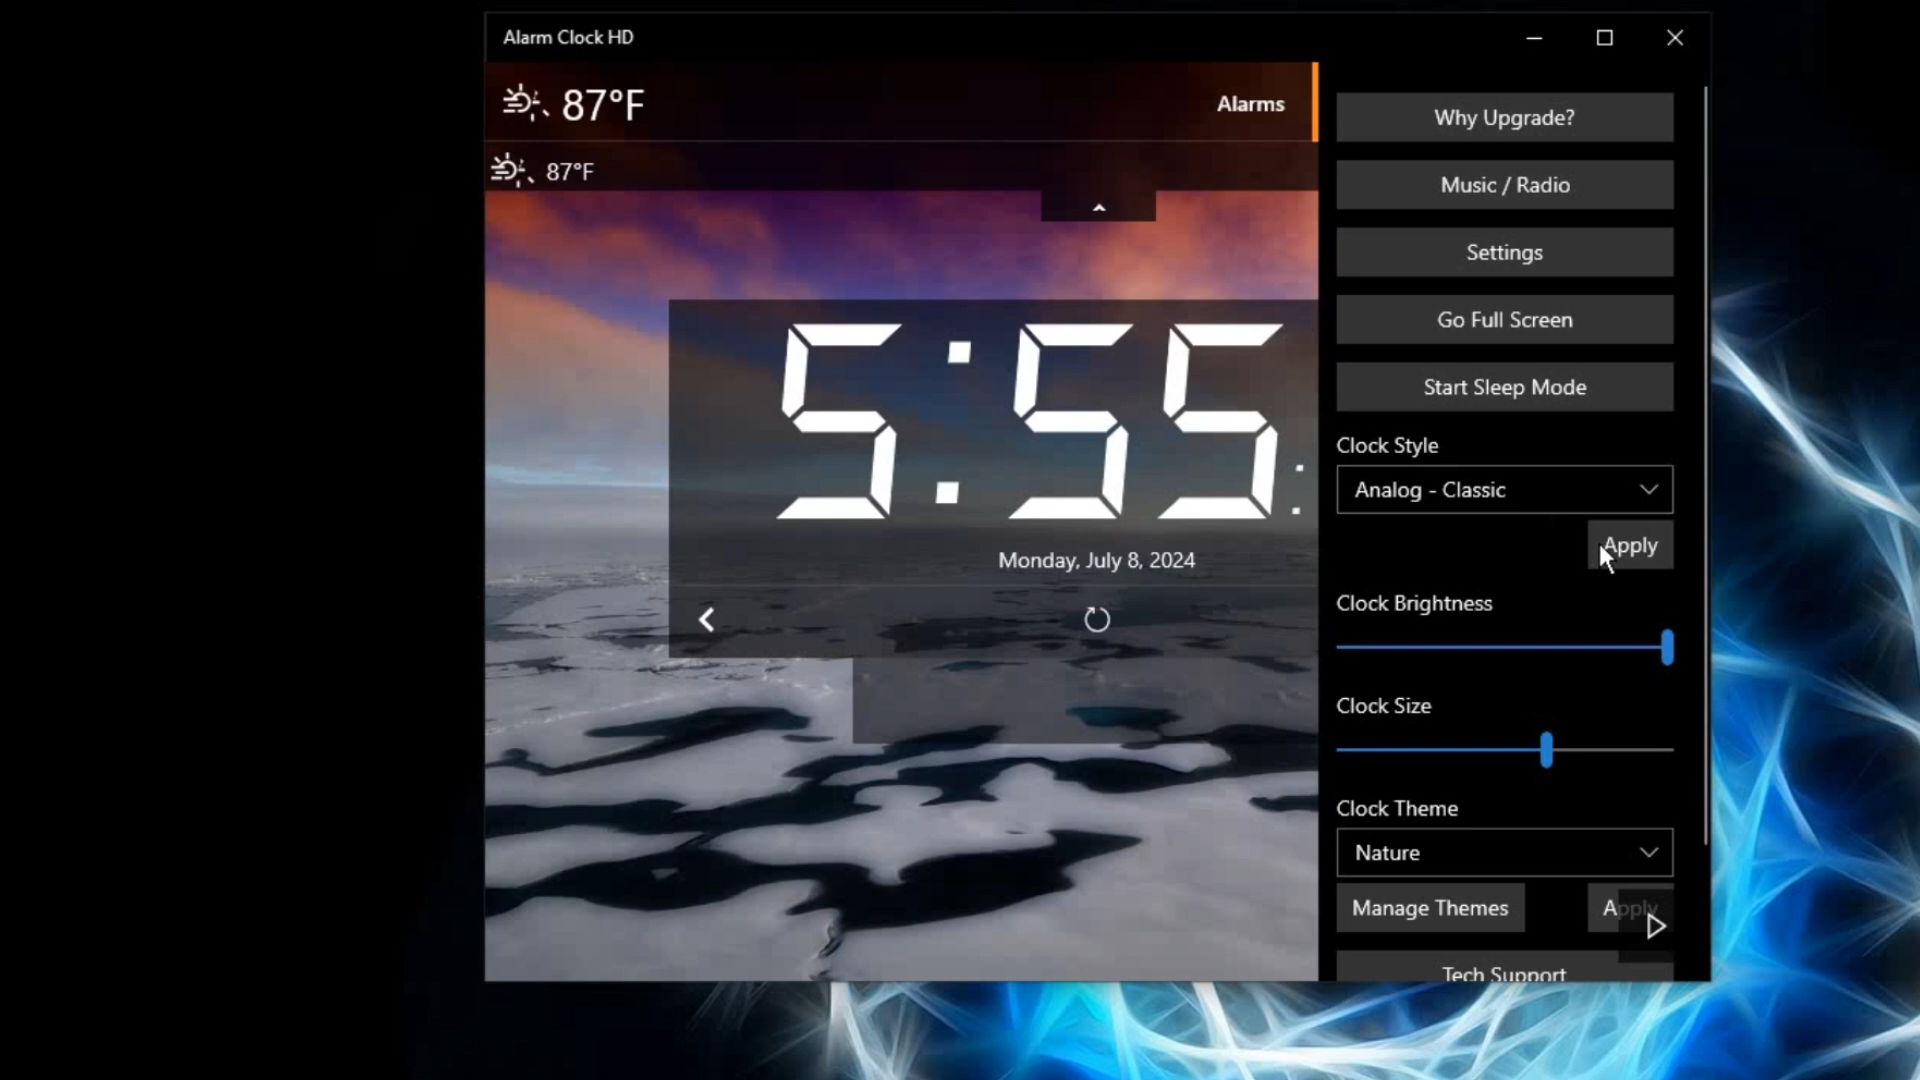 Alarm Clock HD
87°F
Alarms
87°F
5:55:
Monday, July 8, 2024
Why Upgrade?
Music / Radio
Settings
Go Full Screen
Start Sleep Mode
Clock Style
Analog - Classic
Apply
Clock Brightness
Clock Size
Clock Theme
Nature
Manage Themes
Apply
Tech Support